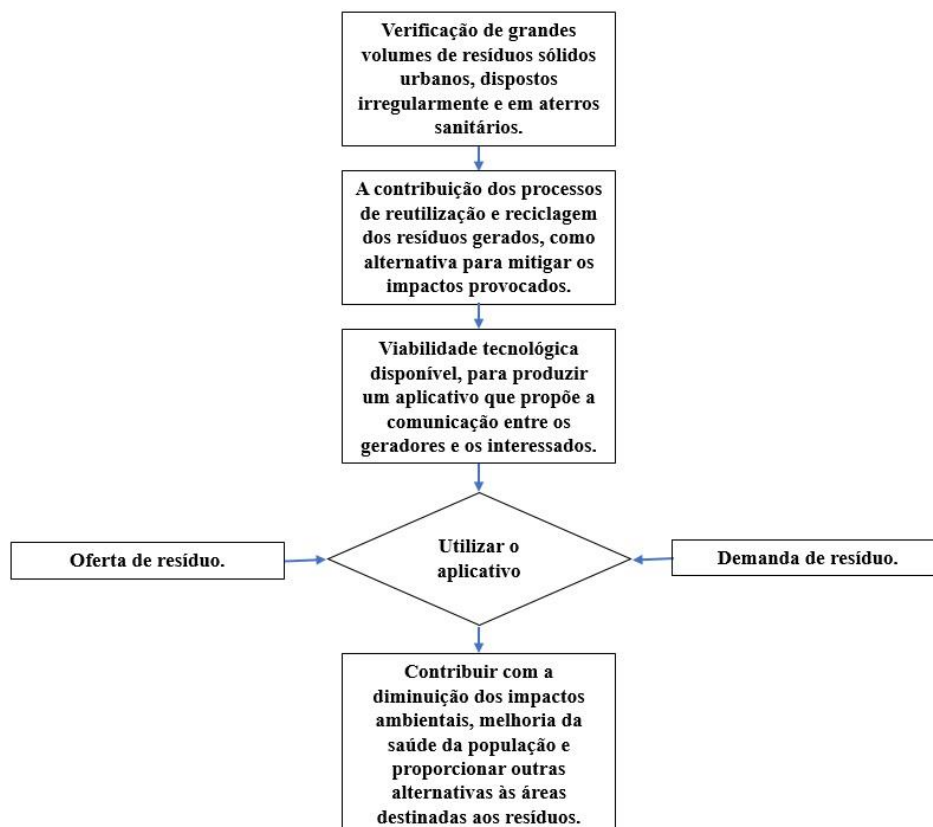 Verificação de grandes
volumes de resíduos sólidos
urbanos, dispostos
irregularmente e em aterros
sanitários.
A contribuição dos processos
de reutilização e reciclagem
dos resíduos gerados, como
alternativa para mitigar os
impactos provocados.
Viabilidade tecnológica
disponível, para produzir
um aplicativo que propõe a
comunicação entre os
geradores e os interessados.
Oferta de resíduo.
Utilizar o
aplicativo
Demanda de resíduo.
Contribuir com a
diminuição dos impactos
ambientais, melhoria da
saúde da população e
proporcionar outras
alternativas às áreas
destinadas aos resíduos.